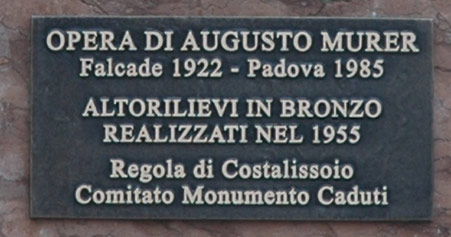 OPERA DI AUGUSTO MURER
Falcade 1922 - Padova 1985
ALTORILIEVI IN BRONZO
REALIZZATI NEL 1955
Regola di Costalissoio
Comitato Monumento Caduti